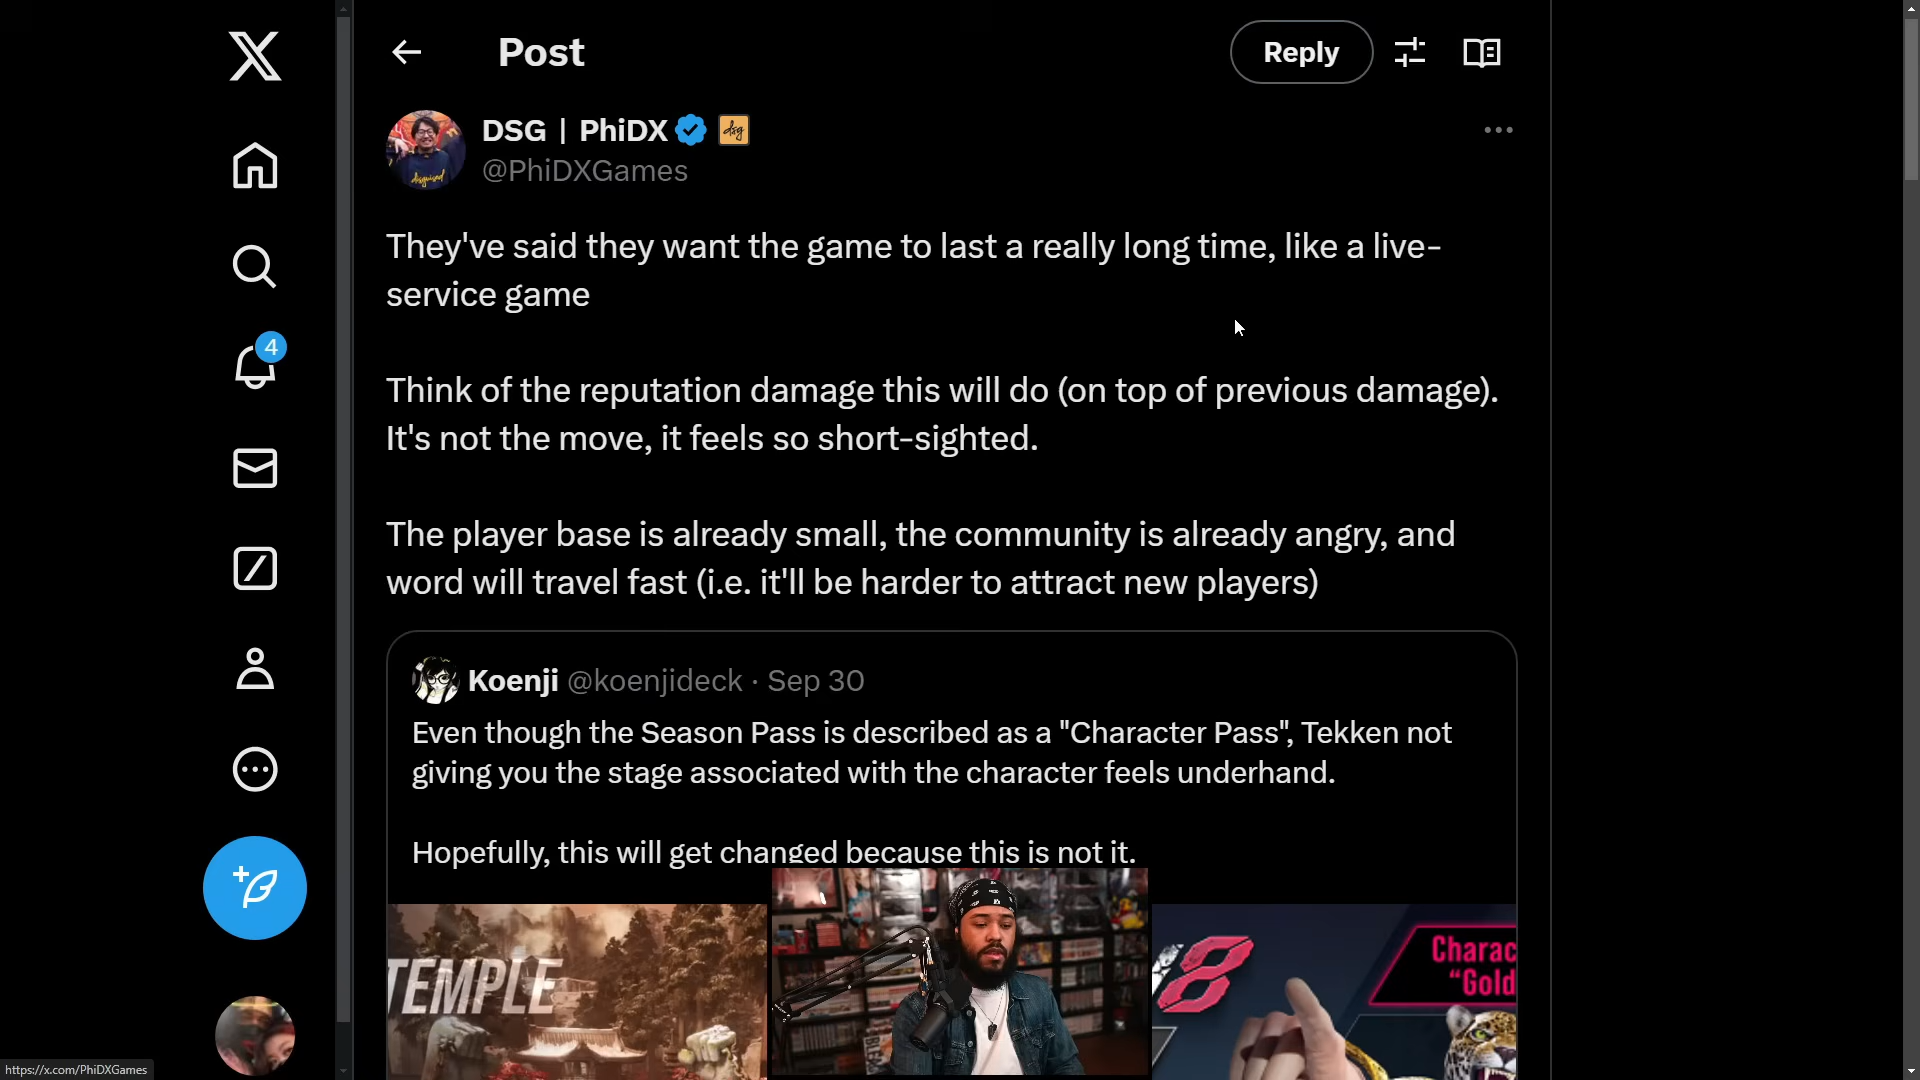 Post
Reply
DSG | PhiDX
dsg
@PhiDXGames
disguised
They've said they want the game to last a really long time, like a live-
service game
4
Think of the reputation damage this will do (on top of previous damage).
It's not the move, it feels so short-sighted.
The player base is already small, the community is already angry, and
word will travel fast (i.e. it'll be harder to attract new players)
Koenji @koenjideck · Sep 30
Even though the Season Pass is described as a "Character Pass", Tekken not
giving you the stage associated with the character feels underhand.
Hopefully, this will get changed because this is not it.
TEMPLE
8
Charac
"Gold
https://x.com/PhiDXGames